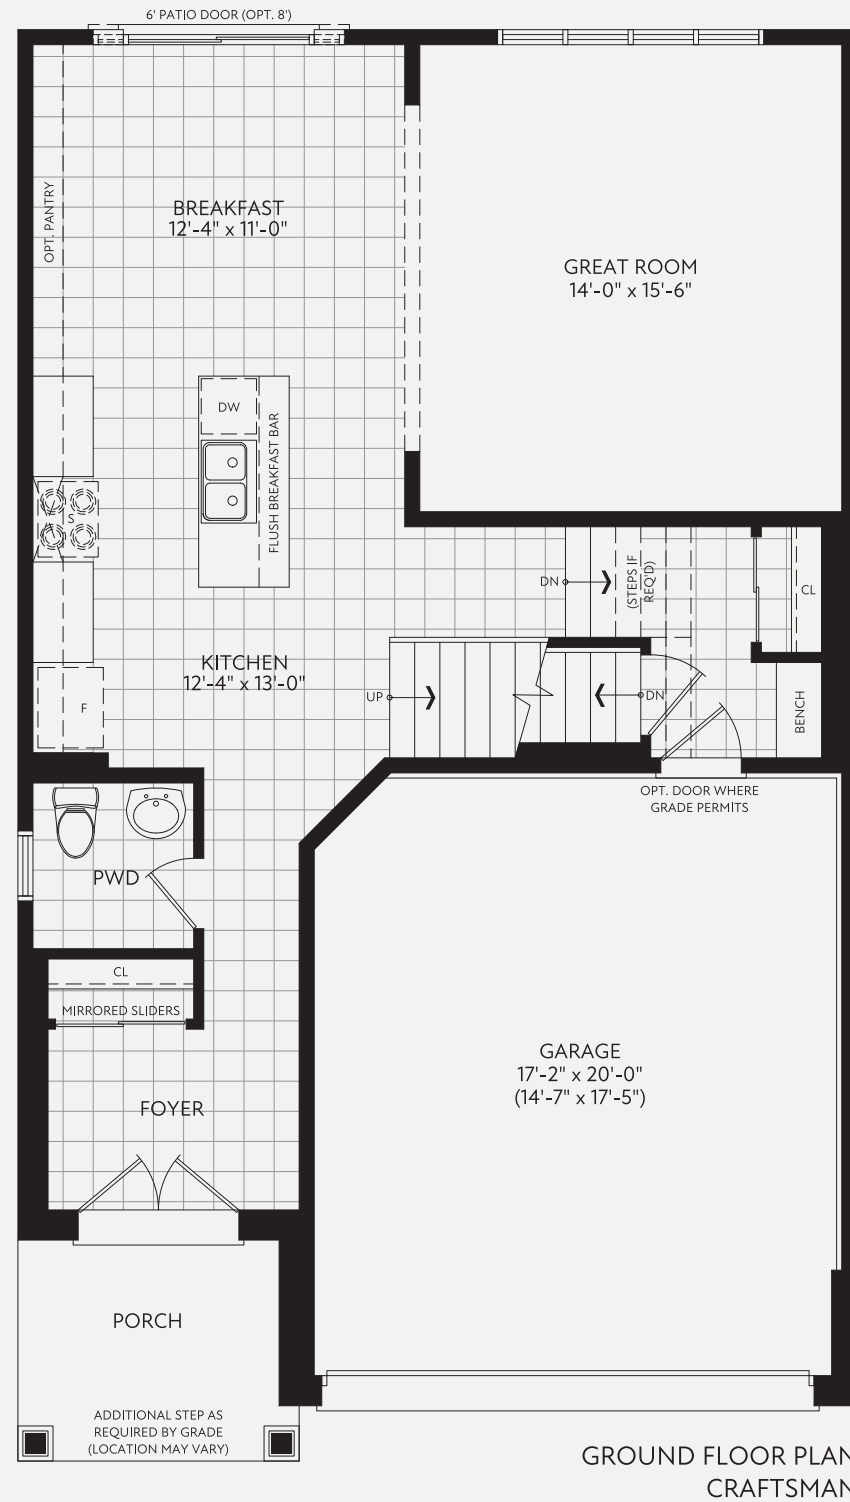 6' PATIO DOOR (OPT. 8')
OPT. PANTRY
BREAKFAST
12'-4" x 11'-0"
GREAT ROOM
14'-0" x 15'-6"
DW
FLUSH BREAKFAST BAR
S
DN
(STEPS IF
REQ'D)
CL
KITCHEN
12'-4" x 13'-0"
F
UP
DN
BENCH
OPT. DOOR WHERE
GRADE PERMITS
PWD
CL
MIRRORED SLIDERS
FOYER
GARAGE
17'-2" x 20'-0"
(14'-7" x 17'-5")
PORCH
ADDITIONAL STEP AS
REQUIRED BY GRADE
(LOCATION MAY VARY)
GROUND FLOOR PLAN
CRAFTSMAN